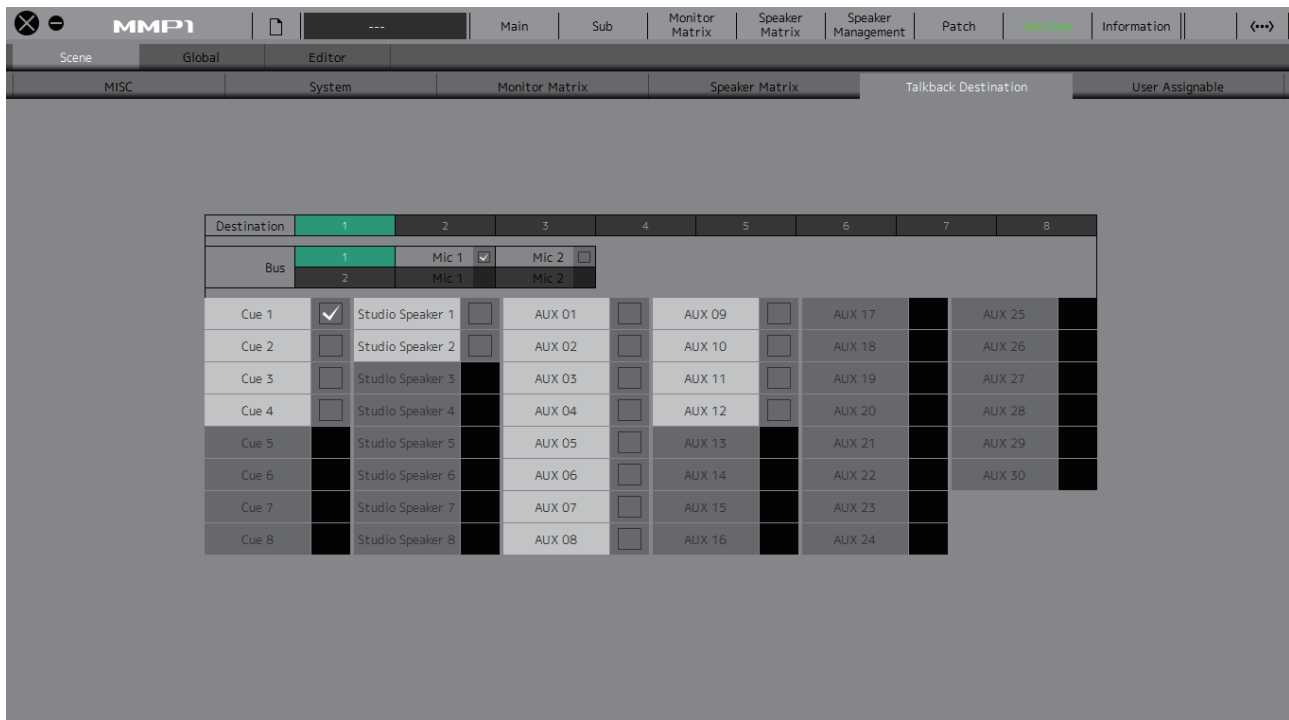 MMP1 --- Main Sub Monitor Matrix Speaker Matrix Speaker Management Patch Settings Information
Scene Global Editor
MISC System Monitor Matrix Speaker Matrix Talkback Destination User Assignable
Destination 1 2 3 4 5 6 7 8
Bus
1 Mic 1 Mic 2
2 Mic 1 Mic 2
Cue 1 Studio Speaker 1 AUX 01 AUX 09 AUX 17 AUX 25
Cue 2 Studio Speaker 2 AUX 02 AUX 10 AUX 18 AUX 26
Cue 3 Studio Speaker 3 AUX 03 AUX 11 AUX 19 AUX 27
Cue 4 Studio Speaker 4 AUX 04 AUX 12 AUX 20 AUX 28
Cue 5 Studio Speaker 5 AUX 05 AUX 13 AUX 21 AUX 29
Cue 6 Studio Speaker 6 AUX 06 AUX 14 AUX 22 AUX 30
Cue 7 Studio Speaker 7 AUX 07 AUX 15 AUX 23
Cue 8 Studio Speaker 8 AUX 08 AUX 16 AUX 24